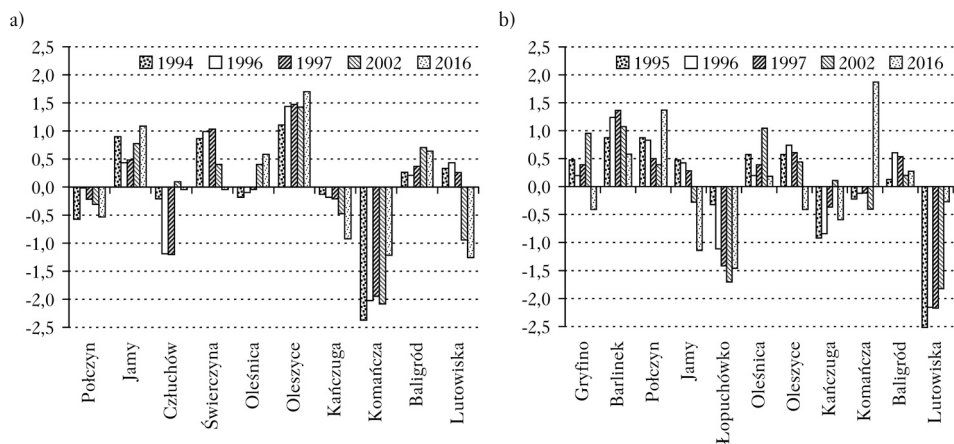 a)
2,5
2,0
1,5
1,0
0,5
0,0
-0,5
-1,0
-1,5
-2,0
-2,5
1994 1996 1997 2002 2016
Połczyn
Jamy
Człuchów
Świerczyna
Oleśnica
Oleszyce
Kańczuga
Komańcza
Baligród
Lutowiska
b)
2,5
2,0
1,5
1,0
0,5
0,0
-0,5
-1,0
-1,5
-2,0
-2,5
1995 1996 1997 2002 2016
Gryfino
Barlinek
Połczyn
Jamy
Łopuchówko
Oleśnica
Oleszyce
Kańczuga
Komańcza
Baligród
Lutowiska